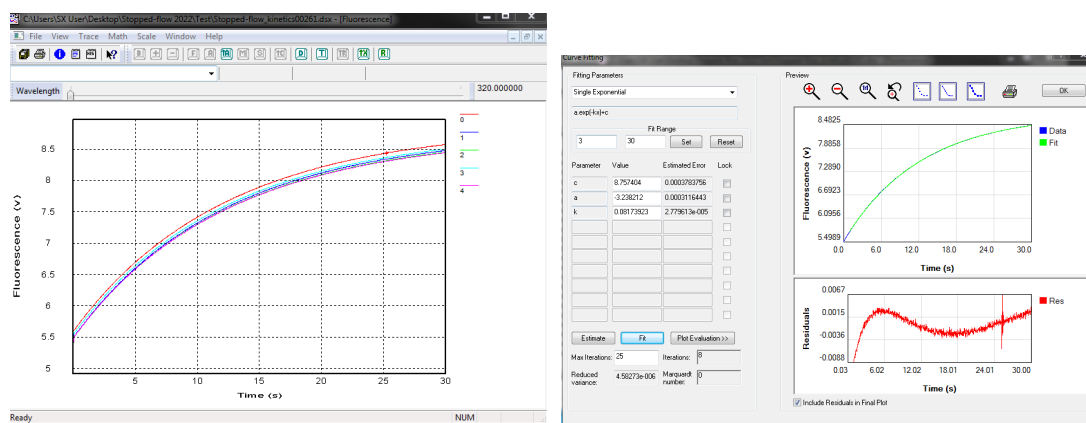 C:\Users\SX User\Desktop\Stopped-flow 2022\Test\Stopped-flow_kinetics00261.dsx - [Fluorescence]
File View Trace Math Scale Window Help
Wavelength 320.000000
0
1
2
3
4
8.5
8
7.5
7
6.5
6
5.5
5
Fluorescence (v)
5 10 15 20 25 30
Time (s)
Ready NUM
Curve Fitting
Fitting Parameters
Single Exponential
a.exp(-kx)+c
Fit Range
3 30 Set Reset
Parameter Value Estimated Error Lock
c 8.757404 0.0003783756
a -3.238212 0.0003116443
k 0.08173923 2.779613e-005
Estimate Fit Plot Evaluation >>
Max Iterations: 25 Iterations: 8
Reduced variance: 4.58273e-006 Marquardt number: 0
Preview
OK
8.4825
7.8858
7.2890
6.6923
6.0956
5.4989
Fluorescence (v)
0.0 6.0 12.0 18.0 24.0 30.0
Time (s)
Data
Fit
0.0067
0.0015
-0.0036
-0.0088
Residuals
0.03 6.02 12.02 18.01 24.01 30.00
Time (s)
Res
Include Residuals in Final Plot